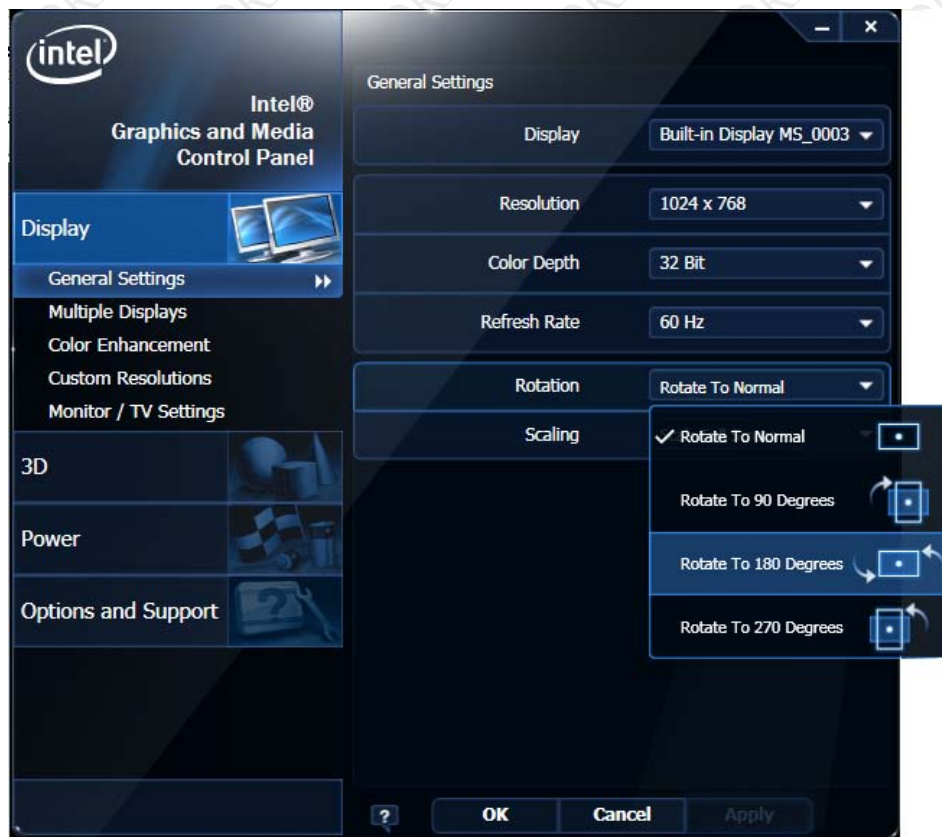 intel
Intel®
Graphics and Media
Control Panel
Display
General Settings
Multiple Displays
Color Enhancement
Custom Resolutions
Monitor / TV Settings
3D
Power
Options and Support
General Settings
Display Built-in Display MS_0003
Resolution 1024 x 768
Color Depth 32 Bit
Refresh Rate 60 Hz
Rotation Rotate To Normal
Scaling
Rotate To Normal
Rotate To 90 Degrees
Rotate To 180 Degrees
Rotate To 270 Degrees
? OK Cancel Apply